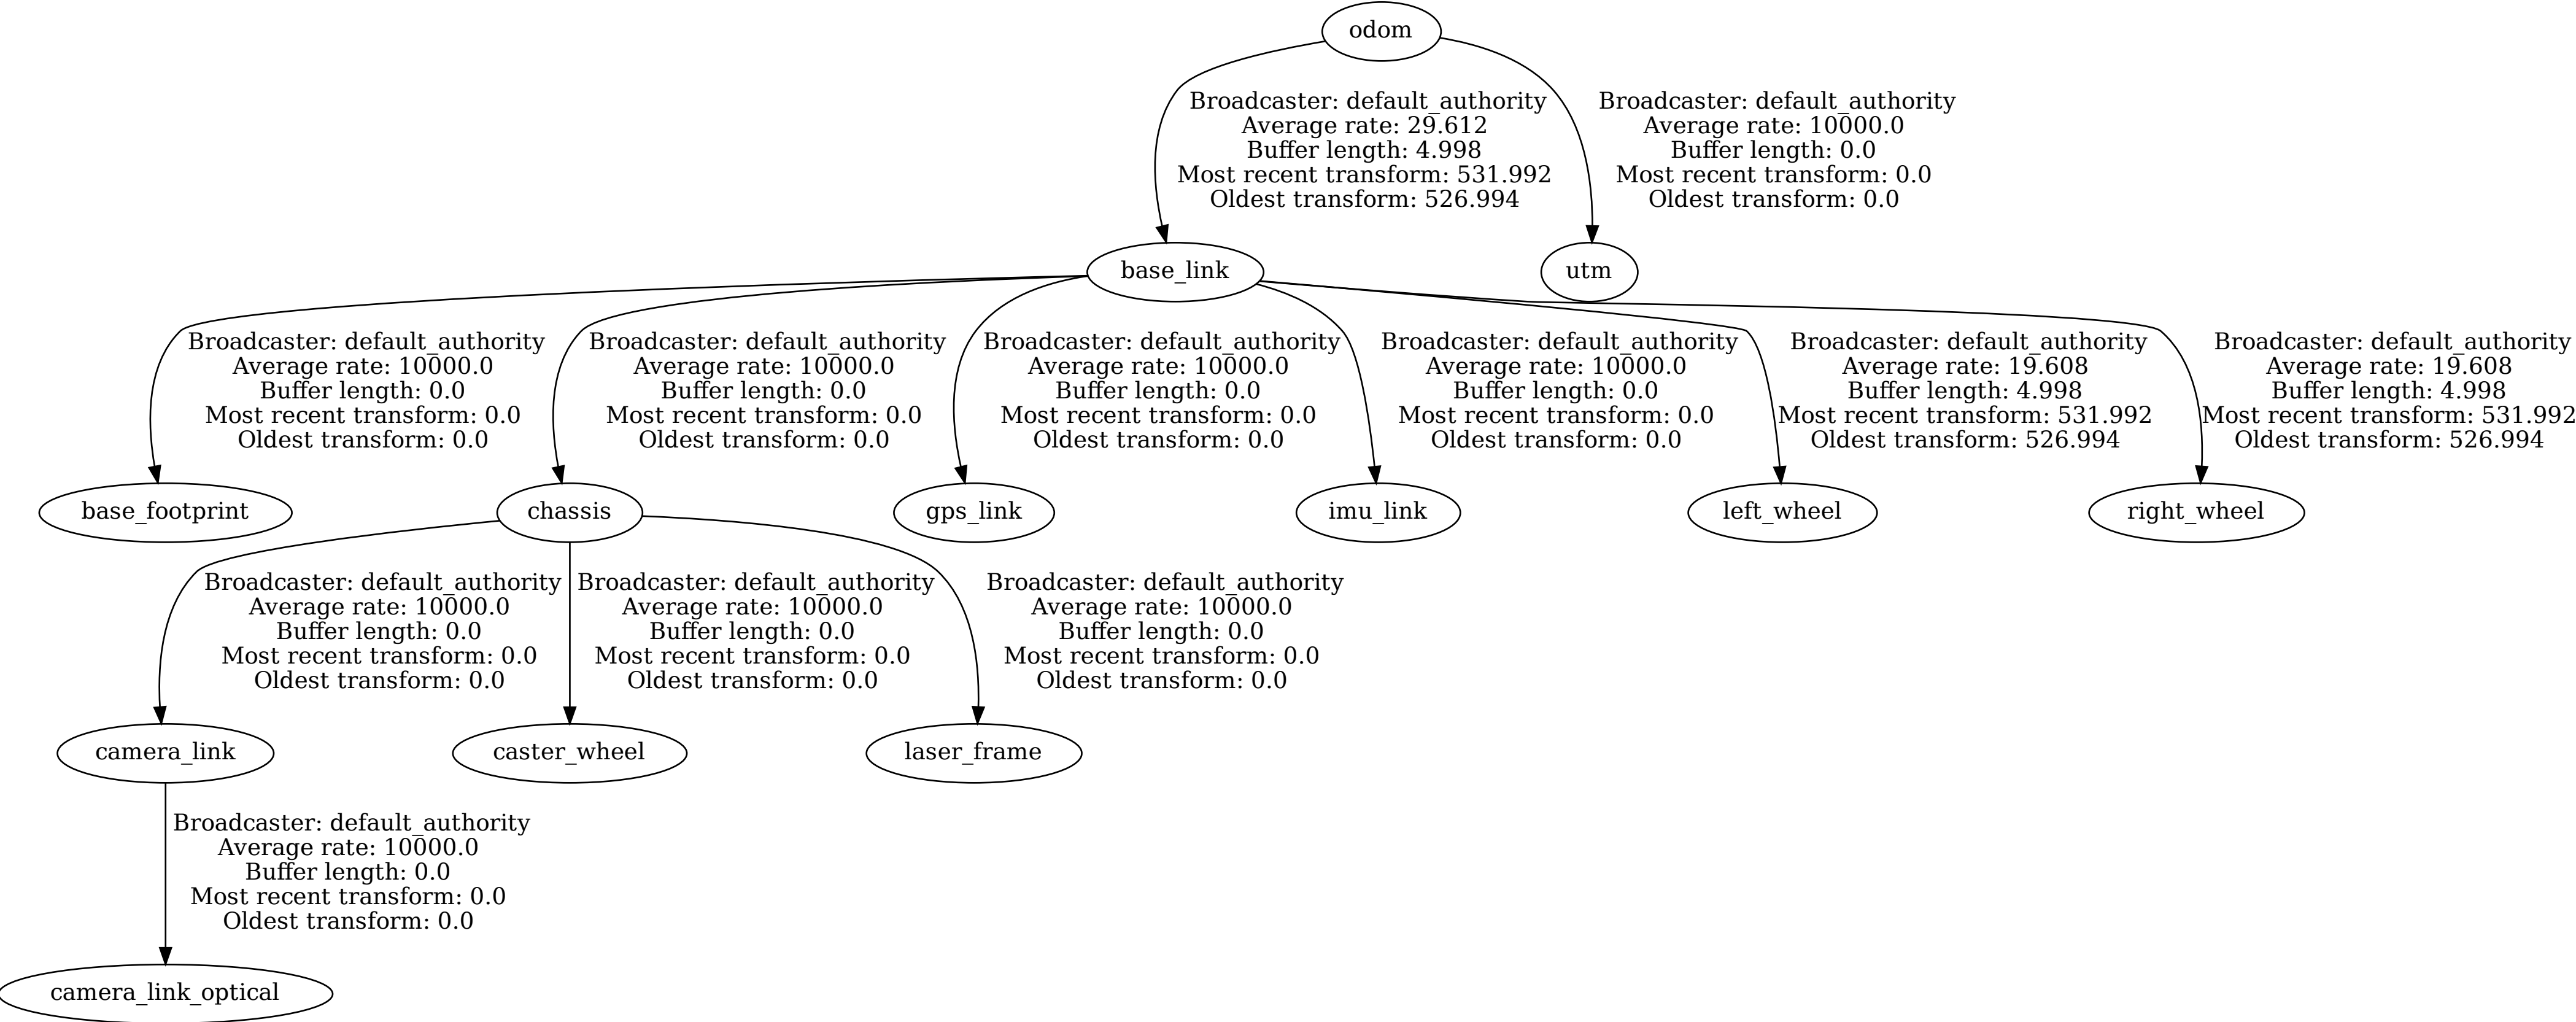 odom
Broadcaster: default_authority
Average rate: 29.612
Buffer length: 4.998
Most recent transform: 531.992
Oldest transform: 526.994
Broadcaster: default_authority
Average rate: 10000.0
Buffer length: 0.0
Most recent transform: 0.0
Oldest transform: 0.0
base_link
utm
Broadcaster: default_authority
Average rate: 10000.0
Buffer length: 0.0
Most recent transform: 0.0
Oldest transform: 0.0
Broadcaster: default_authority
Average rate: 10000.0
Buffer length: 0.0
Most recent transform: 0.0
Oldest transform: 0.0
Broadcaster: default_authority
Average rate: 10000.0
Buffer length: 0.0
Most recent transform: 0.0
Oldest transform: 0.0
Broadcaster: default_authority
Average rate: 10000.0
Buffer length: 0.0
Most recent transform: 0.0
Oldest transform: 0.0
Broadcaster: default_authority
Average rate: 19.608
Buffer length: 4.998
Most recent transform: 531.992
Oldest transform: 526.994
Broadcaster: default_authority
Average rate: 19.608
Buffer length: 4.998
Most recent transform: 531.992
Oldest transform: 526.994
base_footprint
chassis
gps_link
imu_link
left_wheel
right_wheel
Broadcaster: default_authority
Average rate: 10000.0
Buffer length: 0.0
Most recent transform: 0.0
Oldest transform: 0.0
Broadcaster: default_authority
Average rate: 10000.0
Buffer length: 0.0
Most recent transform: 0.0
Oldest transform: 0.0
Broadcaster: default_authority
Average rate: 10000.0
Buffer length: 0.0
Most recent transform: 0.0
Oldest transform: 0.0
camera_link
caster_wheel
laser_frame
Broadcaster: default_authority
Average rate: 10000.0
Buffer length: 0.0
Most recent transform: 0.0
Oldest transform: 0.0
camera_link_optical